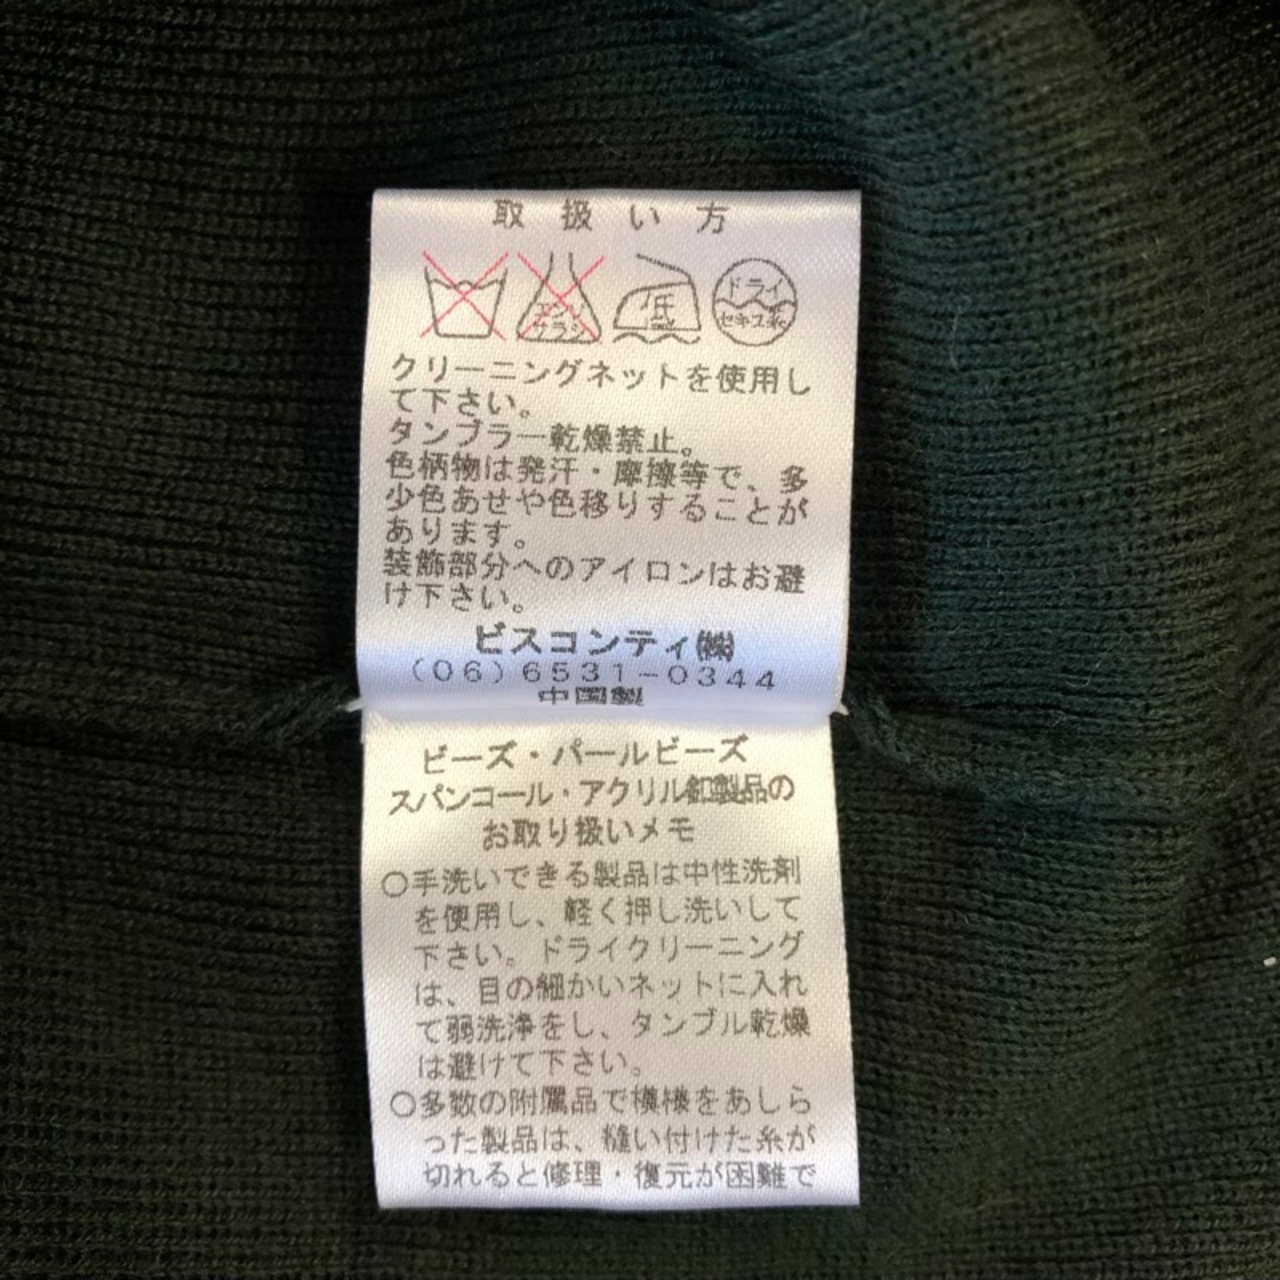 取扱い方
エンソ
サラシ
低
ドライ
セキユ系
クリーニングネットを使用し
て下さい。
タンブラー乾燥禁止。
色柄物は発汗・摩擦等で、多
少色あせや色移りすることが
あります。
装飾部分へのアイロンはお避
け下さい。
ビスコンティ㈱
(06)6531-0344
中国製
ビーズ・パールビーズ
スパンコール・アクリル釦製品の
お取り扱いメモ
○手洗いできる製品は中性洗剤
を使用し、軽く押し洗いして
下さい。ドライクリーニング
は、目の細かいネットに入れ
て弱洗浄をし、タンブル乾燥
は避けて下さい。
○多数の附属品で模様をあしら
った製品は、縫い付けた糸が
切れると修理・復元が困難で